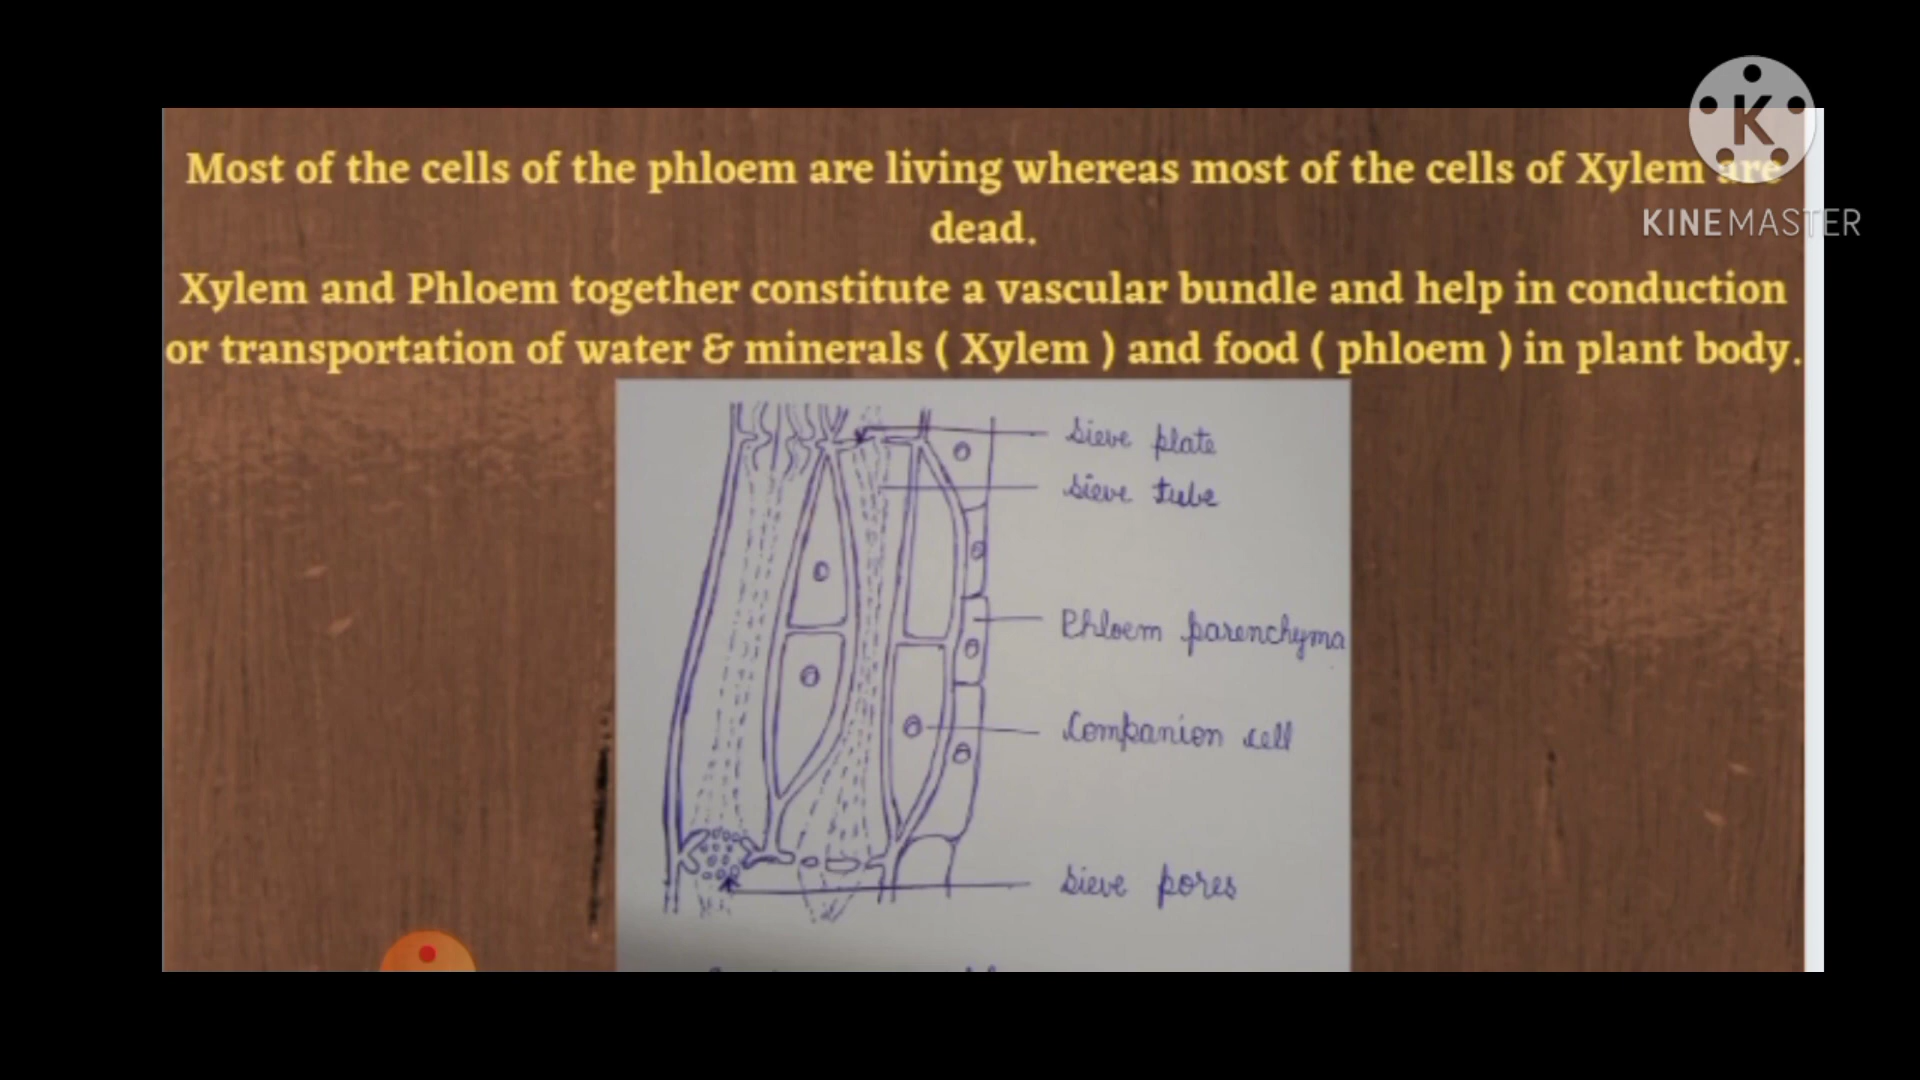 Most of the cells of the phloem are living whereas most of the cells of Xylem are
dead.
Xylem and Phloem together constitute a vascular bundle and help in conduction
or transportation of water & minerals ( Xylem ) and food ( phloem ) in plant body.
K
KINEMASTER
Sieve plate
Sieve tube
Phloem parenchyma
Companion cell
Sieve pores